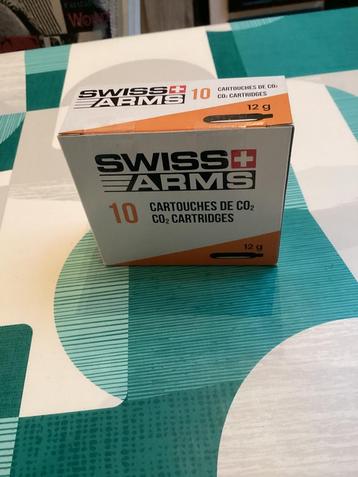 SWISS ARMS
10 CARTOUCHES DE CO₂
CO₂ CARTRIDGES
12 g
SWISS
ARMS
10 CARTOUCHES DE CO₂
CO₂ CARTRIDGES
12 g